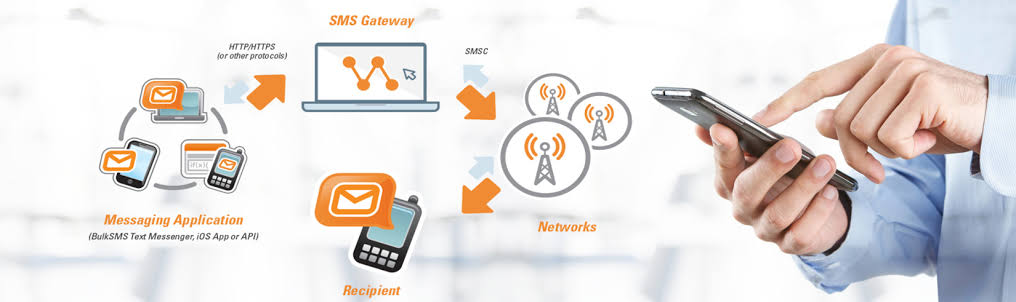 SMS Gateway
HTTP/HTTPS
(or other protocols)
SMSC
if(x){
Messaging Application
(BulkSMS Text Messenger, iOS App or API)
Networks
Recipient